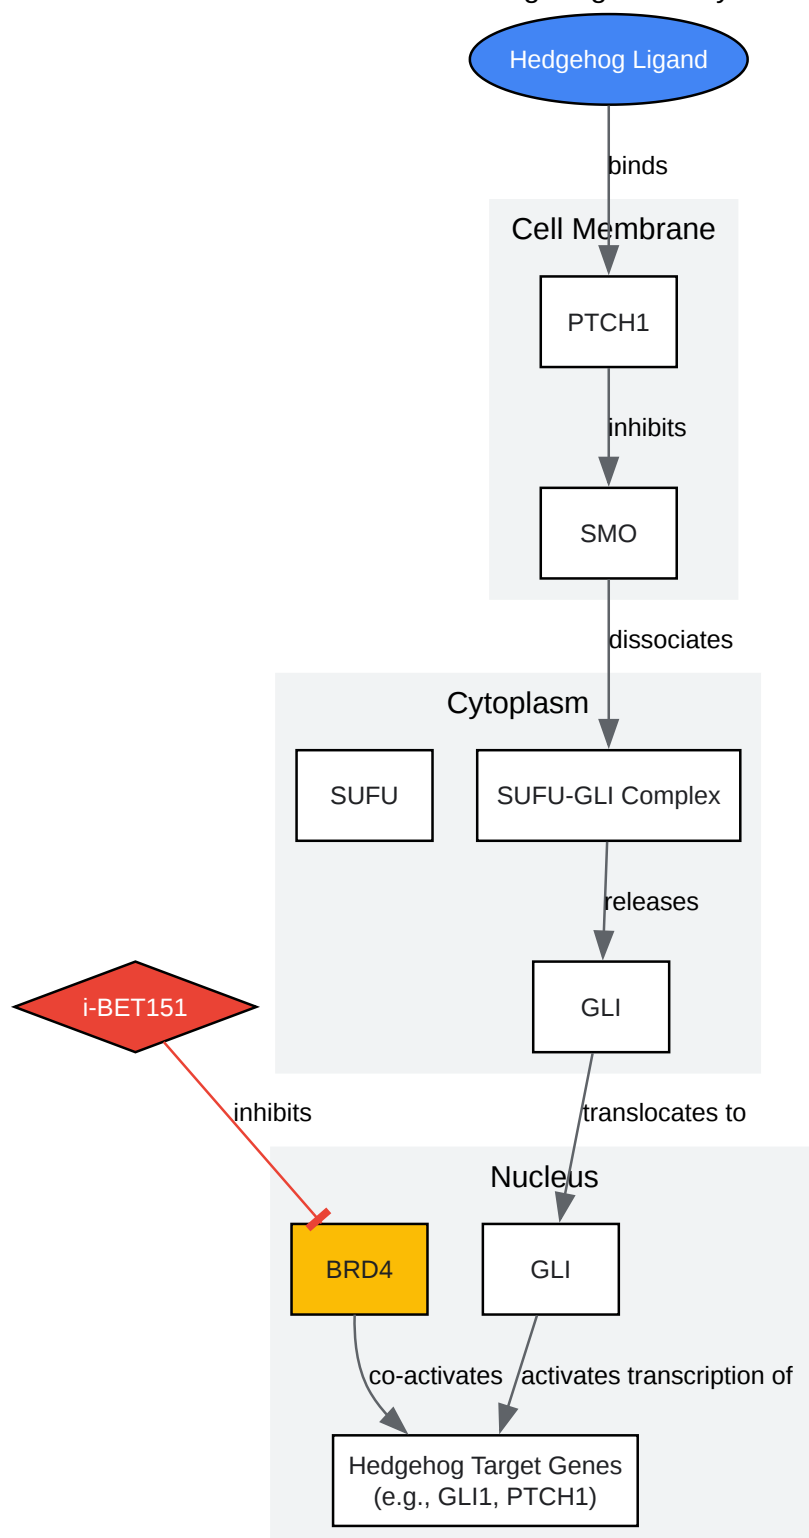 Hedgehog Ligand
binds
Cell Membrane
PTCH1
inhibits
SMO
dissociates
Cytoplasm
SUFU
SUFU-GLI Complex
releases
i-BET151
GLI
inhibits
translocates to
Nucleus
BRD4
GLI
co-activates
activates transcription of
Hedgehog Target Genes
(e.g., GLI1, PTCH1)